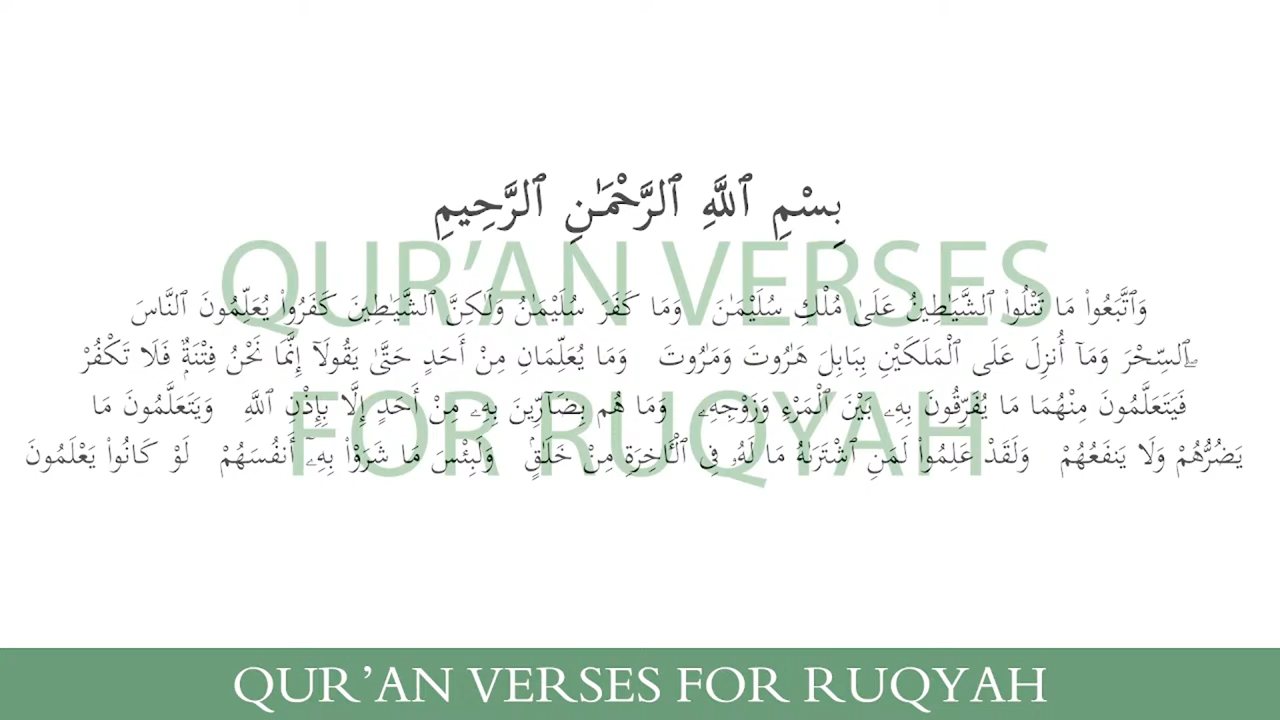 بِسْمِ ٱللَّهِ ٱلرَّحْمَـٰنِ ٱلرَّحِيمِ
QUR’AN VERSES
وَٱتَّبَعُوا۟ مَا تَتْلُوا۟ ٱلشَّيَـٰطِينُ عَلَىٰ مُلْكِ سُلَيْمَـٰنَ وَمَا كَفَرَ سُلَيْمَـٰنُ وَلَـٰكِنَّ ٱلشَّيَـٰطِينَ كَفَرُوا۟ يُعَلِّمُونَ ٱلنَّاسَ
ٱلسِّحْرَ وَمَآ أُنزِلَ عَلَى ٱلْمَلَكَيْنِ بِبَابِلَ هَـٰرُوتَ وَمَـٰرُوتَ وَمَا يُعَلِّمَانِ مِنْ أَحَدٍ حَتَّىٰ يَقُولَآ إِنَّمَا نَحْنُ فِتْنَةٌ فَلَا تَكْفُرْ
FOR RUQYAH
فَيَتَعَلَّمُونَ مِنْهُمَا مَا يُفَرِّقُونَ بِهِۦ بَيْنَ ٱلْمَرْءِ وَزَوْجِهِۦ وَمَا هُم بِضَآرِّينَ بِهِۦ مِنْ أَحَدٍ إِلَّا بِإِذْنِ ٱللَّهِ وَيَتَعَلَّمُونَ مَا
يَضُرُّهُمْ وَلَا يَنفَعُهُمْ وَلَقَدْ عَلِمُوا۟ لَمَنِ ٱشْتَرَىٰهُ مَا لَهُۥ فِى ٱلْـَٔاخِرَةِ مِنْ خَلَـٰقٍ وَلَبِئْسَ مَا شَرَوْا۟ بِهِۦٓ أَنفُسَهُمْ لَوْ كَانُوا۟ يَعْلَمُونَ
QUR’AN VERSES FOR RUQYAH